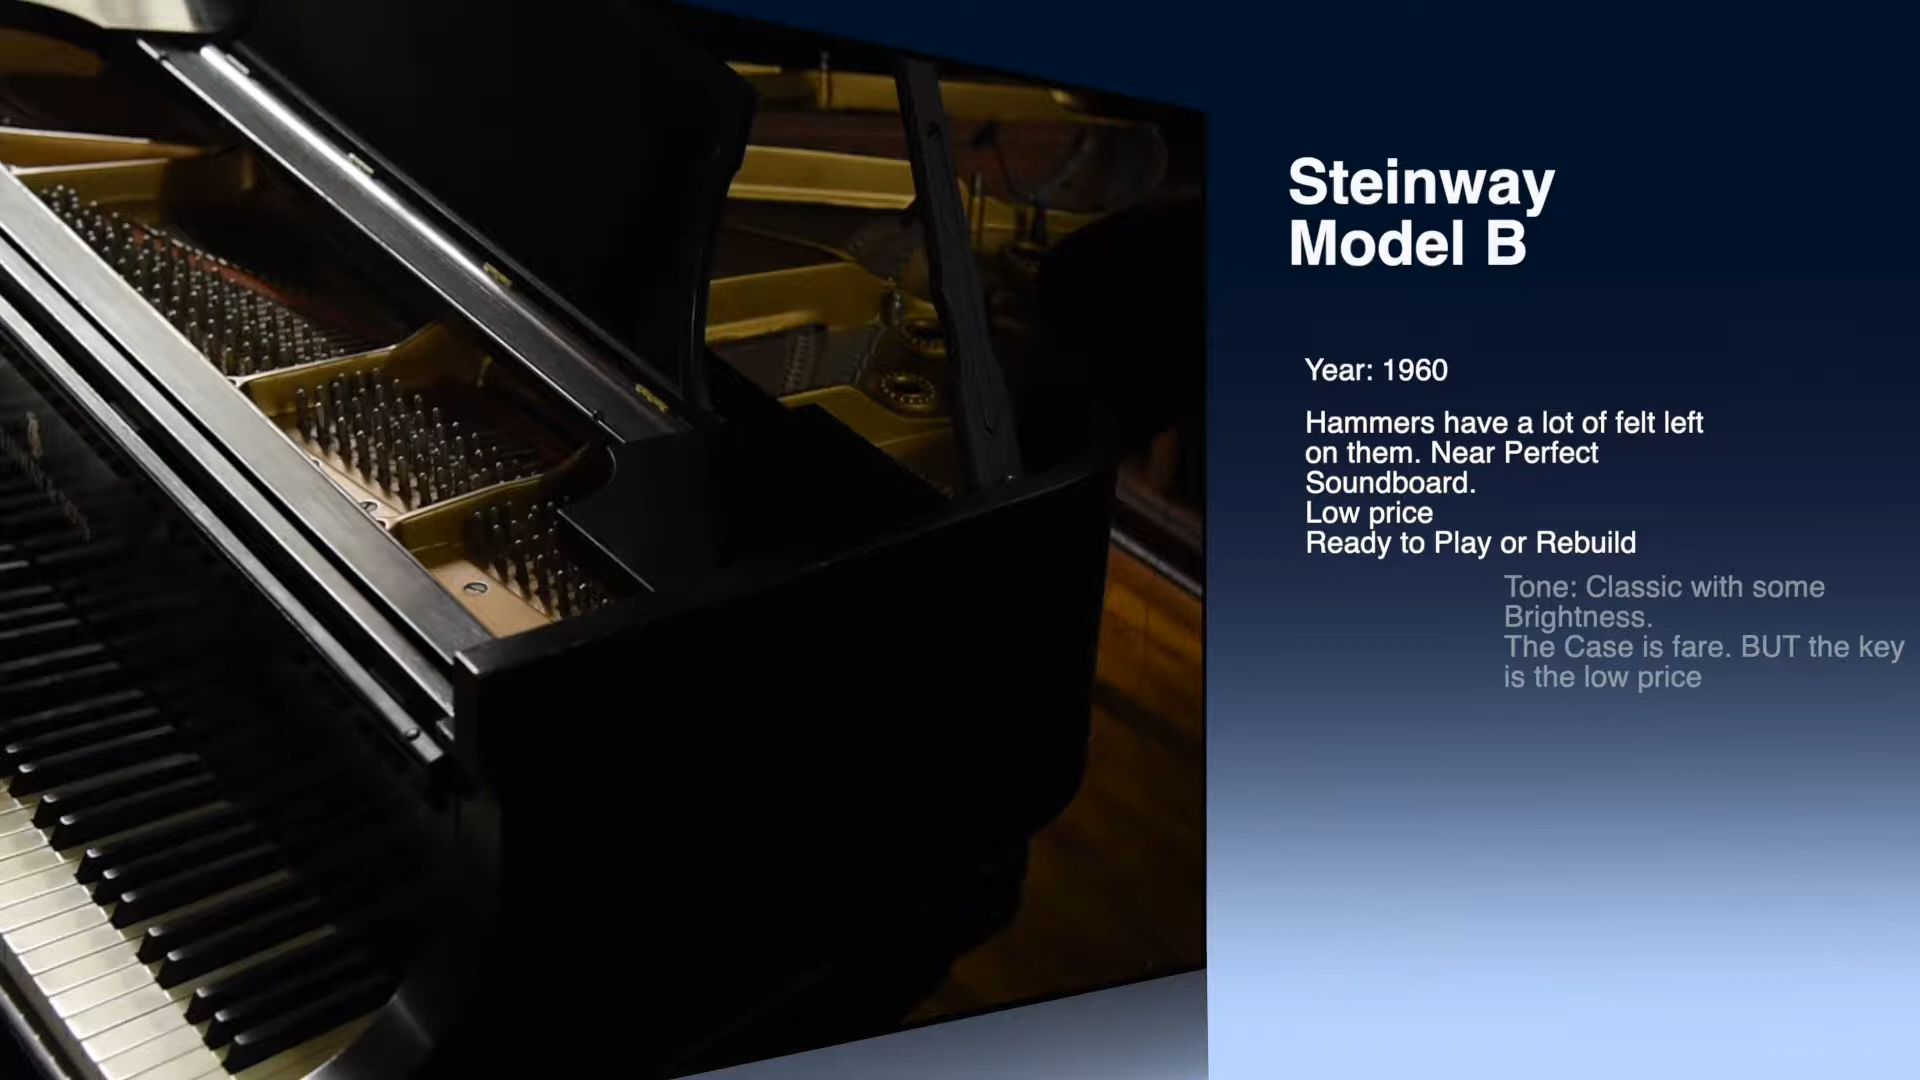 Steinway
Model B
Year: 1960
Hammers have a lot of felt left
on them. Near Perfect
Soundboard.
Low price
Ready to Play or Rebuild
Tone: Classic with some
Brightness.
The Case is fare. BUT the key
is the low price